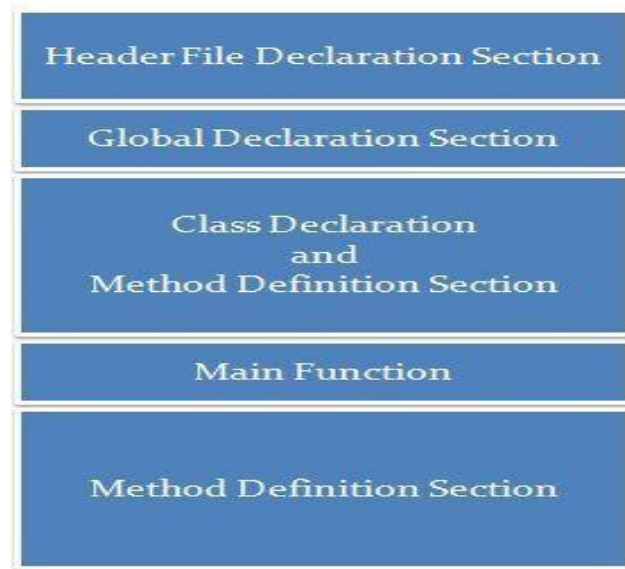 Header File Declaration Section
Global Declaration Section
Class Declaration
and
Method Definition Section
Main Function
Method Definition Section